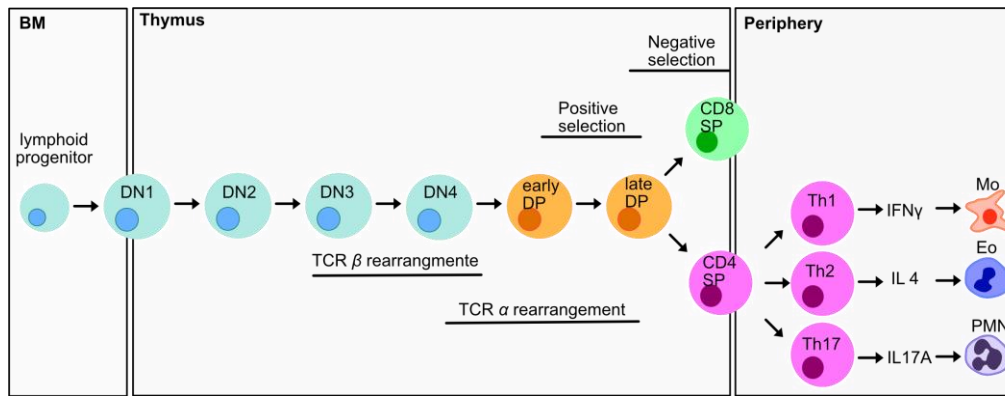 BM
Thymus
Periphery
Negative
selection
Positive
selection
lymphoid
progenitor
DN1
DN2
DN3
DN4
early
DP
late
DP
CD8
SP
CD4
SP
TCR β rearrangmente
TCR α rearrangement
Th1
IFNγ
Mo
Th2
IL 4
Eo
Th17
IL17A
PMN